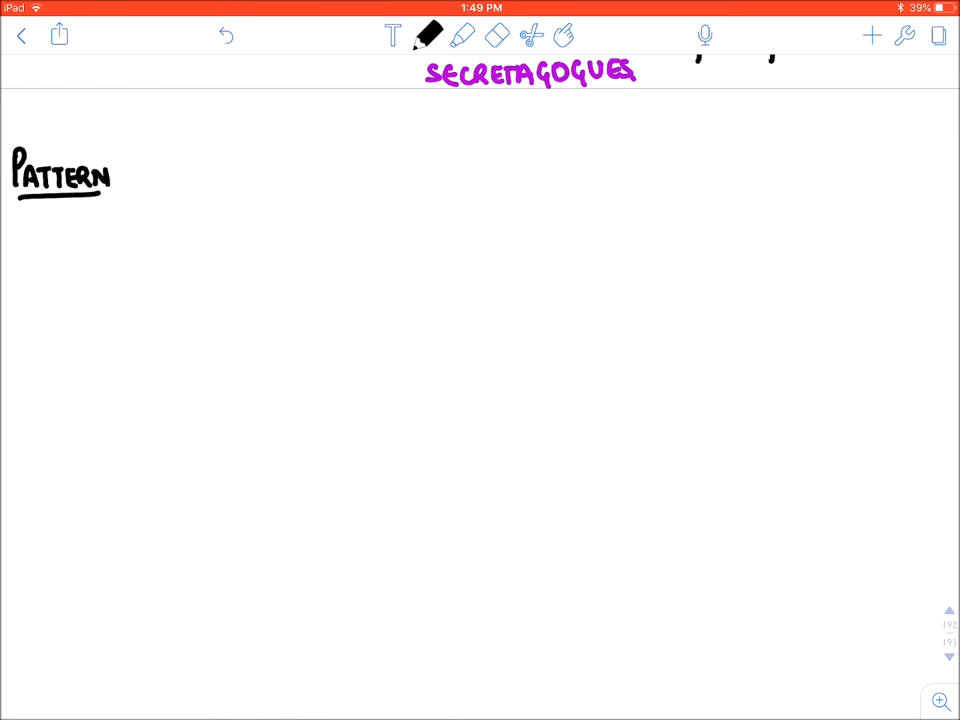 iPad 1:49 PM 39%
T
SECRETAGOGUES
PATTERN
192
193